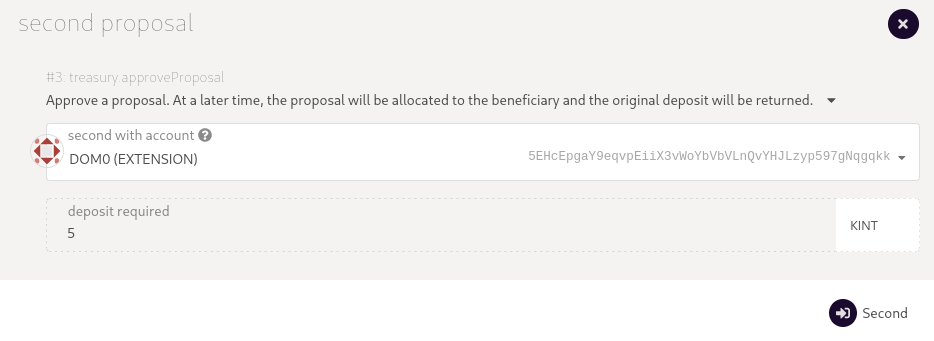 second proposal
#3: treasury.approveProposal
Approve a proposal. At a later time, the proposal will be allocated to the beneficiary and the original deposit will be returned.
second with account
DOM0 (EXTENSION)
5EHcEpgaY9eqvpEiiX3vWoYbVbVLnQvYHJLzyp597gNqgqkk
deposit required
5
KINT
Second